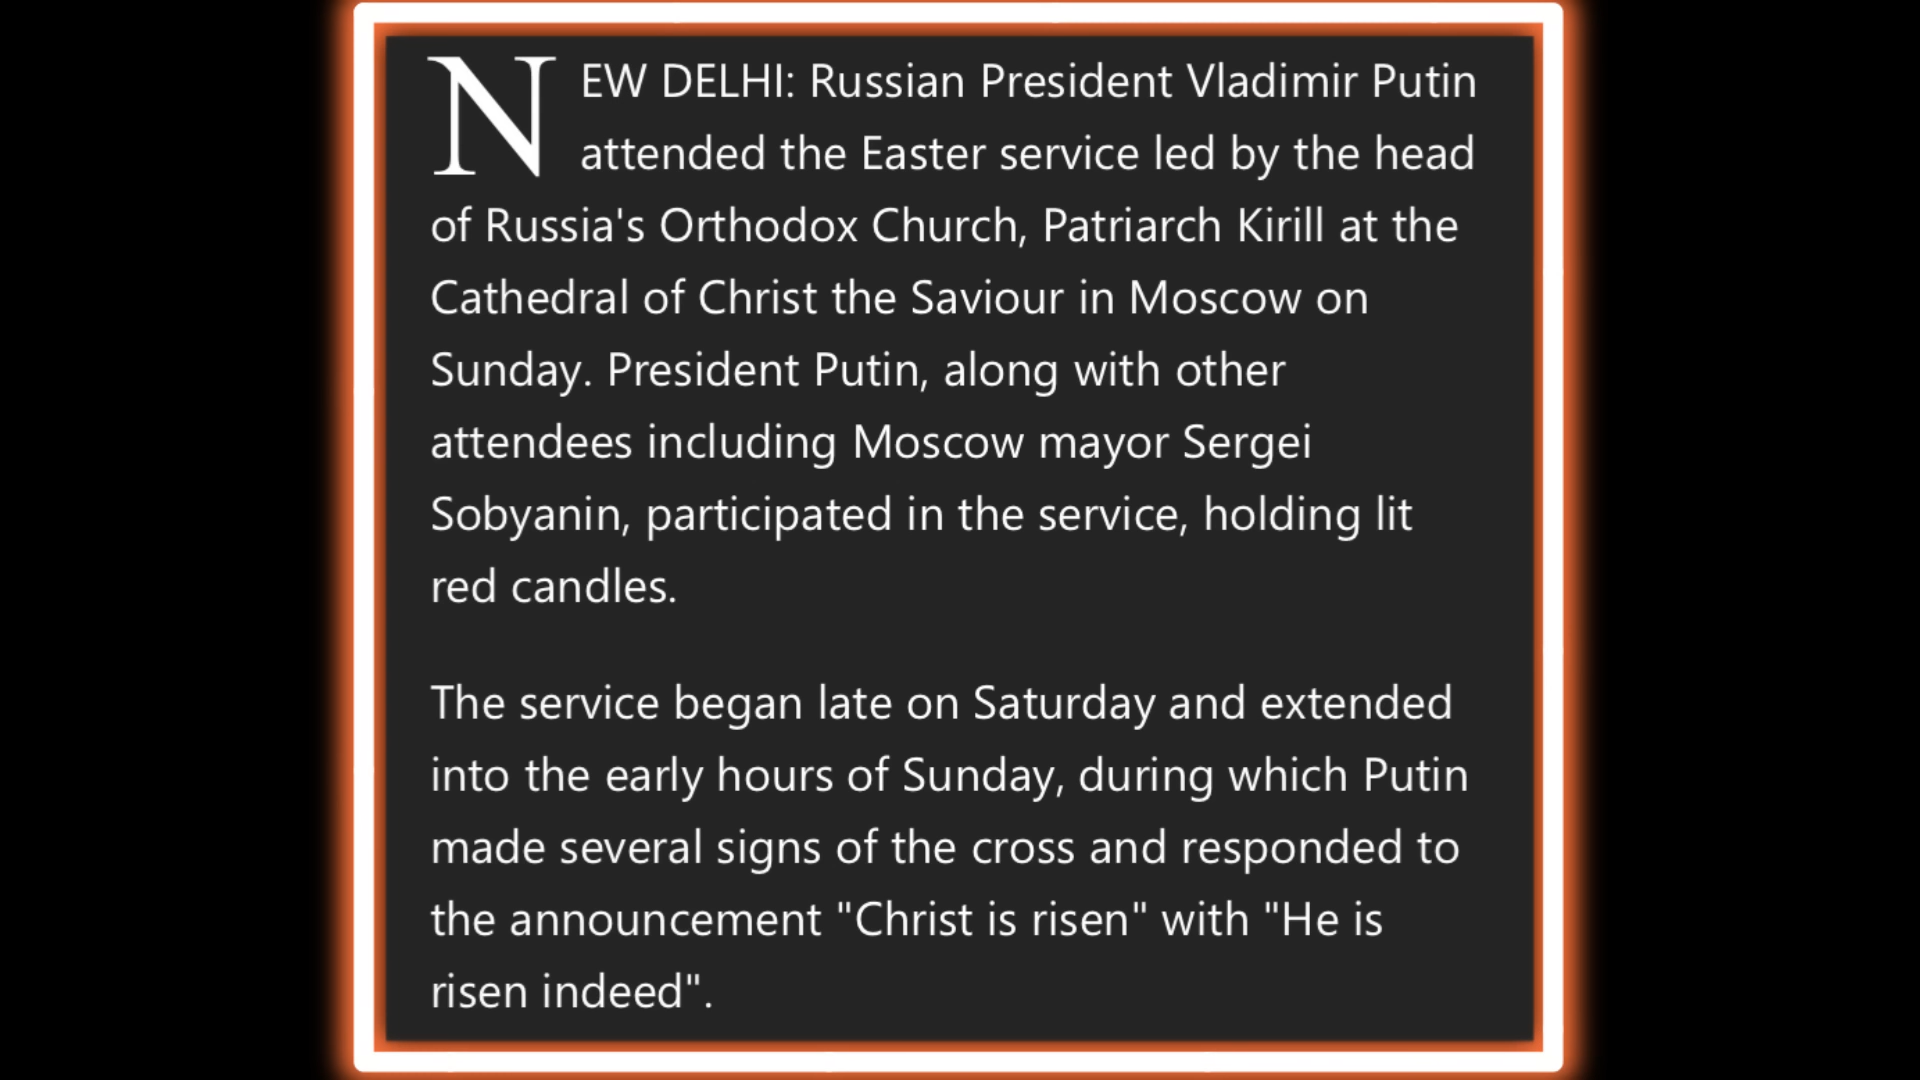 NEW DELHI: Russian President Vladimir Putin
attended the Easter service led by the head
of Russia's Orthodox Church, Patriarch Kirill at the
Cathedral of Christ the Saviour in Moscow on
Sunday. President Putin, along with other
attendees including Moscow mayor Sergei
Sobyanin, participated in the service, holding lit
red candles.
The service began late on Saturday and extended
into the early hours of Sunday, during which Putin
made several signs of the cross and responded to
the announcement "Christ is risen" with "He is
risen indeed".